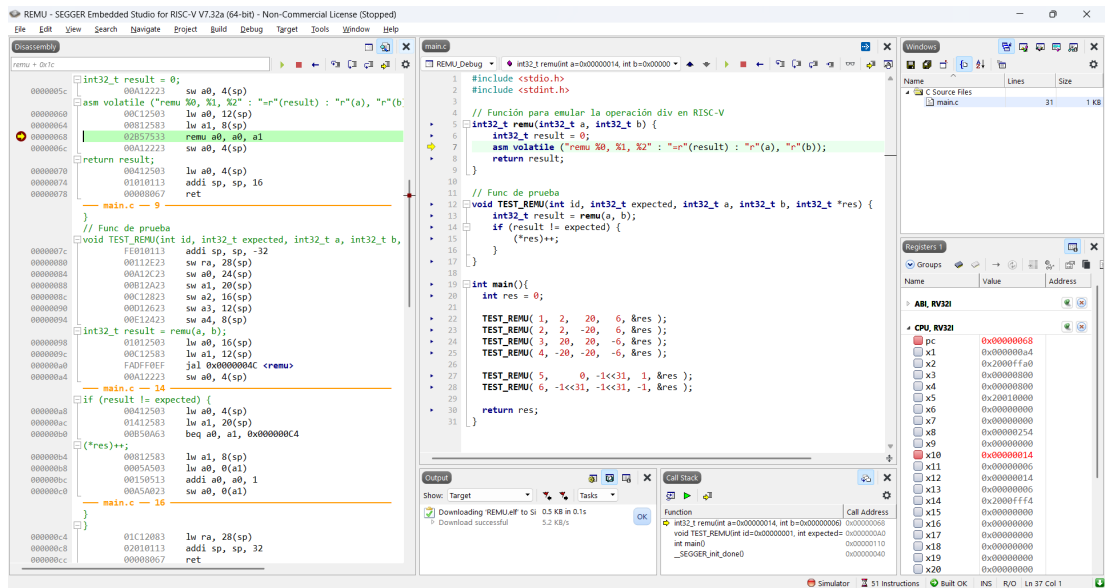 REMU - SEGGER Embedded Studio for RISC-V V7.32a (64-bit) - Non-Commercial License (Stopped)
File Edit View Search Navigate Project Build Debug Target Tools Window Help
Disassembly
remu + 0x1c
int32_t result = 0;
0000005c 00A12223 sw a0, 4(sp)
asm volatile ("remu %0, %1, %2" : "=r"(result) : "r"(a), "r"(b
00000060 00C12503 lw a0, 12(sp)
00000064 00812583 lw a1, 8(sp)
00000068 02B57533 remu a0, a0, a1
0000006c 00A12223 sw a0, 4(sp)
return result;
00000070 00412503 lw a0, 4(sp)
00000074 01010113 addi sp, sp, 16
00000078 00008067 ret
main.c — 9
}
// Func de prueba
void TEST_REMU(int id, int32_t expected, int32_t a, int32_t b,
0000007c FE010113 addi sp, sp, -32
00000080 00112E23 sw ra, 28(sp)
00000084 00A12C23 sw a0, 24(sp)
00000088 00B12A23 sw a1, 20(sp)
0000008c 00C12823 sw a2, 16(sp)
00000090 00D12623 sw a3, 12(sp)
00000094 00E12423 sw a4, 8(sp)
int32_t result = remu(a, b);
00000098 01012503 lw a0, 16(sp)
0000009c 00C12583 lw a1, 12(sp)
000000a0 FADFF0EF jal 0x0000004C <remu>
000000a4 00A12223 sw a0, 4(sp)
main.c — 14
if (result != expected) {
000000a8 00412503 lw a0, 4(sp)
000000ac 01412583 lw a1, 20(sp)
000000b0 00B50A63 beq a0, a1, 0x000000C4
(*res)++;
000000b4 00812583 lw a1, 8(sp)
000000b8 0005A503 lw a0, 0(a1)
000000bc 00150513 addi a0, a0, 1
000000c0 00A5A023 sw a0, 0(a1)
main.c — 16
}
}
000000c4 01C12083 lw ra, 28(sp)
000000c8 02010113 addi sp, sp, 32
000000cc 00008067 ret
main.c
REMU_Debug int32_t remu(int a=0x00000014, int b=0x00000
1 #include <stdio.h>
2 #include <stdint.h>
3
4 // Función para emular la operación div en RISC-V
5 int32_t remu(int32_t a, int32_t b) {
6 int32_t result = 0;
7 asm volatile ("remu %0, %1, %2" : "=r"(result) : "r"(a), "r"(b));
8 return result;
9 }
10
11 // Func de prueba
12 void TEST_REMU(int id, int32_t expected, int32_t a, int32_t b, int32_t *res) {
13 int32_t result = remu(a, b);
14 if (result != expected) {
15 (*res)++;
16 }
17 }
18
19 int main(){
20 int res = 0;
21
22 TEST_REMU( 1, 2, 20, 6, &res );
23 TEST_REMU( 2, 2, -20, 6, &res );
24 TEST_REMU( 3, 20, 20, -6, &res );
25 TEST_REMU( 4, -20, -20, -6, &res );
26
27 TEST_REMU( 5, 0, -1<<31, 1, &res );
28 TEST_REMU( 6, -1<<31, -1<<31, -1, &res );
29
30 return res;
31 }
Output
Show: Target Tasks
Downloading 'REMU.elf' to Si 0.5 KB in 0.1s
Download successful 5.2 KB/s
OK
Call Stack
Function Call Address
int32_t remu(int a=0x00000014, int b=0x00000006) 0x00000068
void TEST_REMU(int id=0x00000001, int expected= 0x000000A0
int main() 0x00000110
__SEGGER_init_done() 0x00000040
Windows
Name Lines Size
C Source Files
main.c 31 1 KB
Registers 1
Groups
Name Value Address
ABI, RV32I
CPU, RV32I
pc 0x00000068
x1 0x000000a4
x2 0x2000ffa0
x3 0x00000800
x4 0x00000800
x5 0x20010000
x6 0x00000000
x7 0x00000000
x8 0x00000254
x9 0x00000000
x10 0x00000014
x11 0x00000006
x12 0x00000014
x13 0x00000006
x14 0x2000fff4
x15 0x00000000
x16 0x00000000
x17 0x00000000
x18 0x00000000
x19 0x00000000
x20 0x00000000
Simulator 51 Instructions Built OK INS R/O Ln 37 Col 1